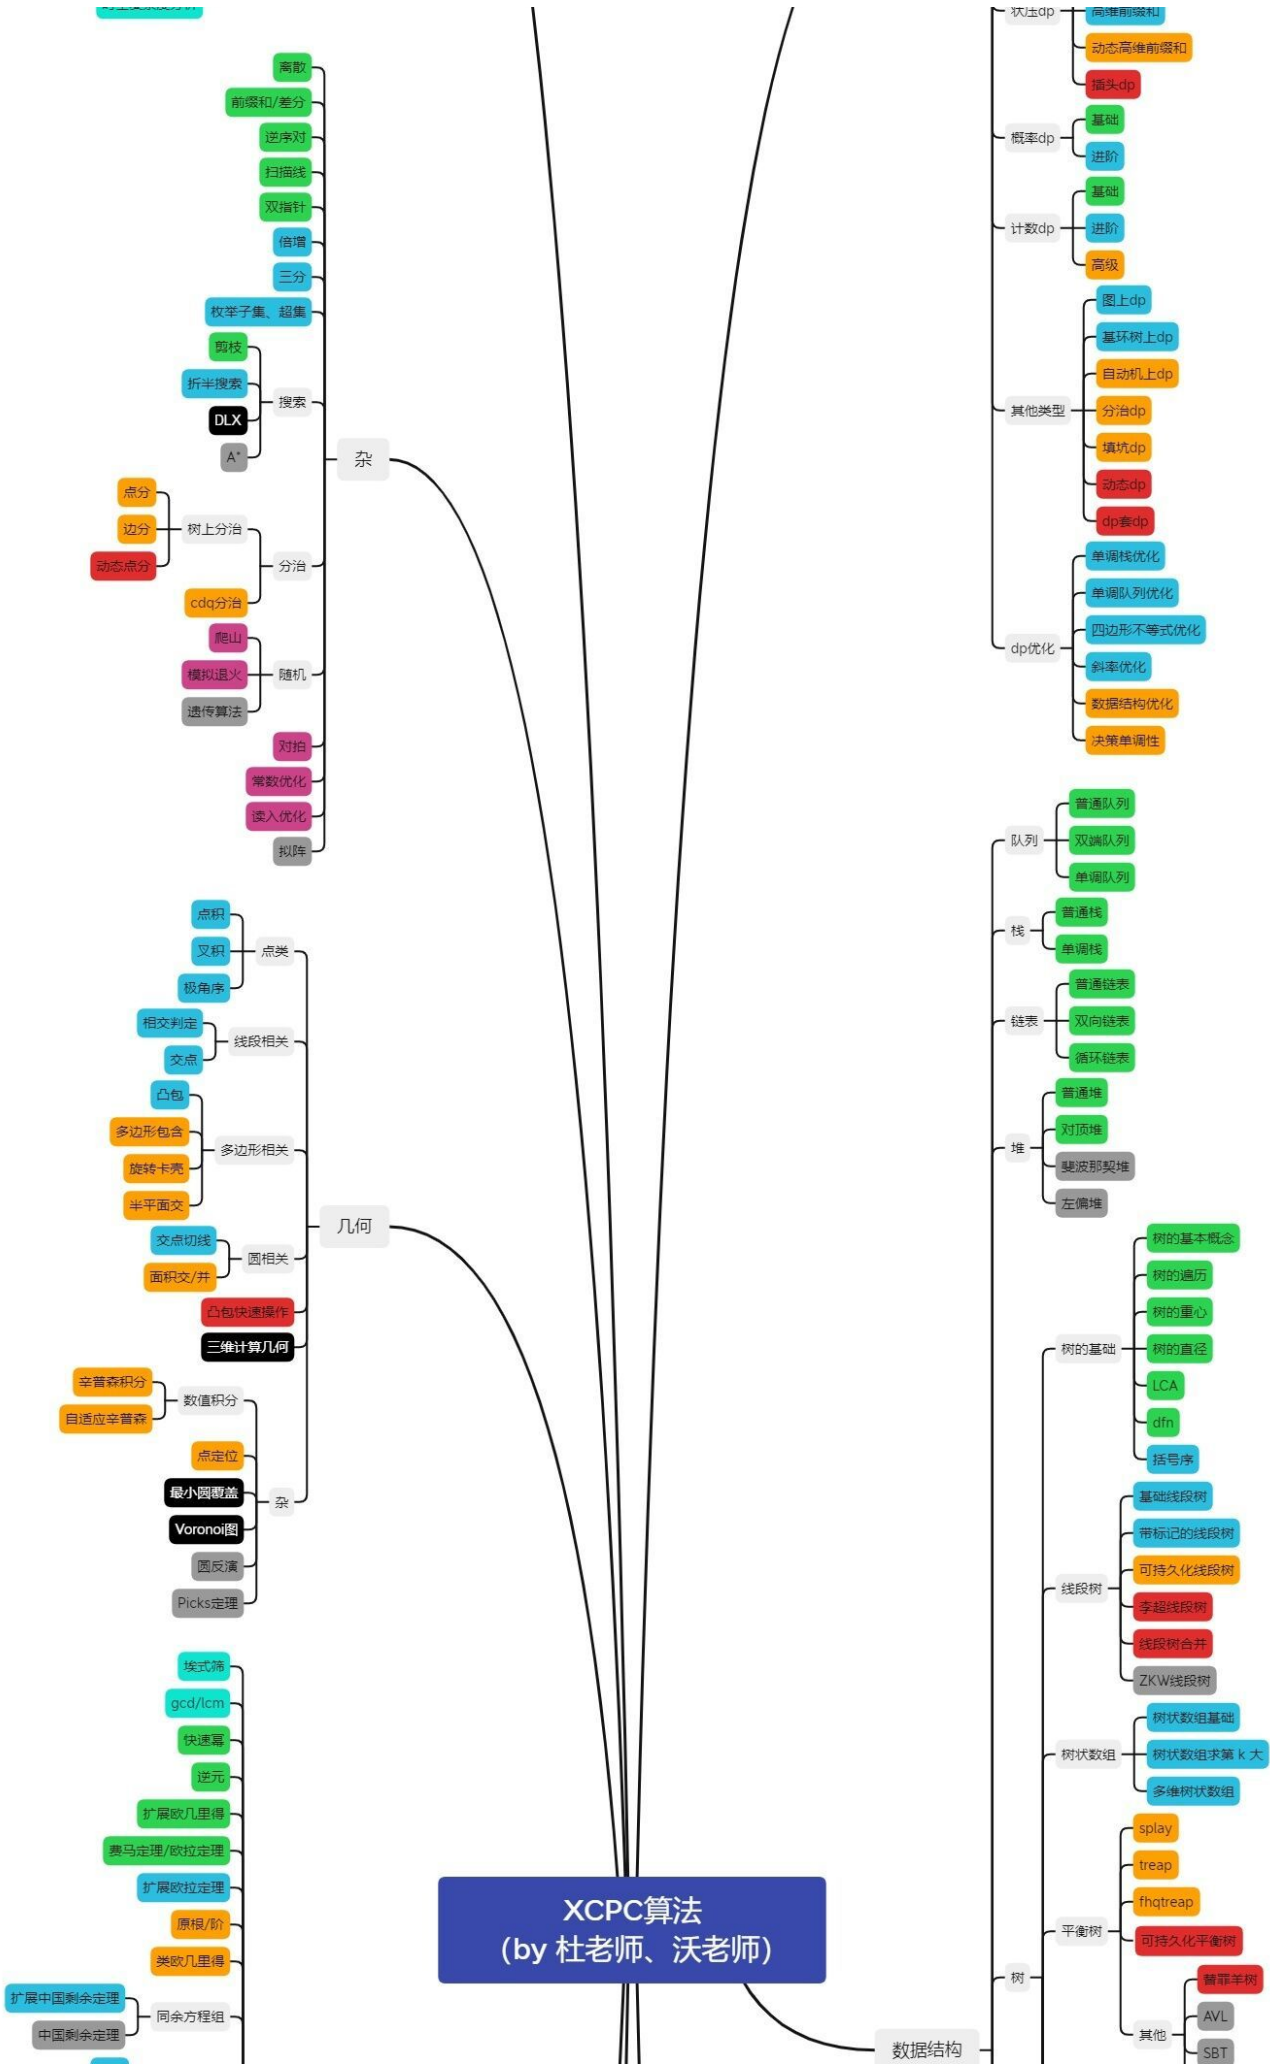 离散
前缀和/差分
逆序对
扫描线
双指针
倍增
三分
枚举子集、超集
剪枝
折半搜索
DLX
A*
搜索
杂
点分
边分
动态点分
树上分治
cdq分治
分治
爬山
模拟退火
遗传算法
随机
对拍
常数优化
读入优化
拟阵
点积
叉积
极角序
点类
相交判定
交点
线段相关
凸包
多边形包含
旋转卡壳
半平面交
多边形相关
几何
交点切线
面积交/并
圆相关
凸包快速操作
三维计算几何
辛普森积分
自适应辛普森
数值积分
点定位
最小圆覆盖
Voronoi图
圆反演
Picks定理
杂
埃式筛
gcd/lcm
快速幂
逆元
扩展欧几里得
费马定理/欧拉定理
扩展欧拉定理
原根/阶
类欧几里得
扩展中国剩余定理
中国剩余定理
同余方程组
XCPC算法
（by 杜老师、沃老师）
状压dp
高维前缀和
动态高维前缀和
插头dp
概率dp
基础
进阶
计数dp
基础
进阶
高级
其他类型
图上dp
基环树上dp
自动机上dp
分治dp
填坑dp
动态dp
dp套dp
dp优化
单调栈优化
单调队列优化
四边形不等式优化
斜率优化
数据结构优化
决策单调性
队列
普通队列
双端队列
单调队列
栈
普通栈
单调栈
链表
普通链表
双向链表
循环链表
堆
普通堆
对顶堆
斐波那契堆
左偏堆
树的基础
树的基本概念
树的遍历
树的重心
树的直径
LCA
dfn
括号序
线段树
基础线段树
带标记的线段树
可持久化线段树
李超线段树
线段树合并
ZKW线段树
树状数组
树状数组基础
树状数组求第 k 大
多维树状数组
平衡树
splay
treap
fhqtreap
可持久化平衡树
其他
替罪羊树
AVL
SBT
树
数据结构